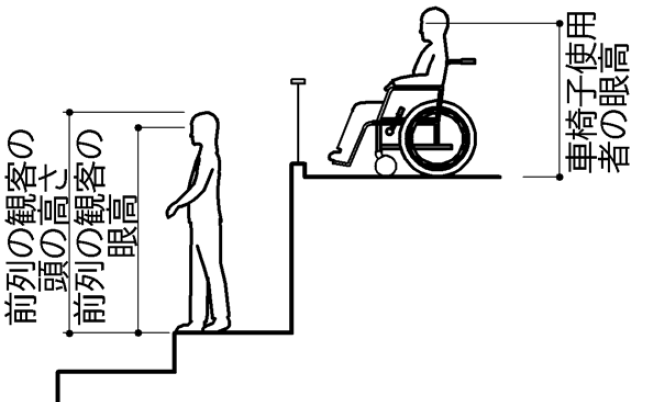 前列の観客の
頭の高さ
前列の観客の
眼高
車椅子使用
者の眼高